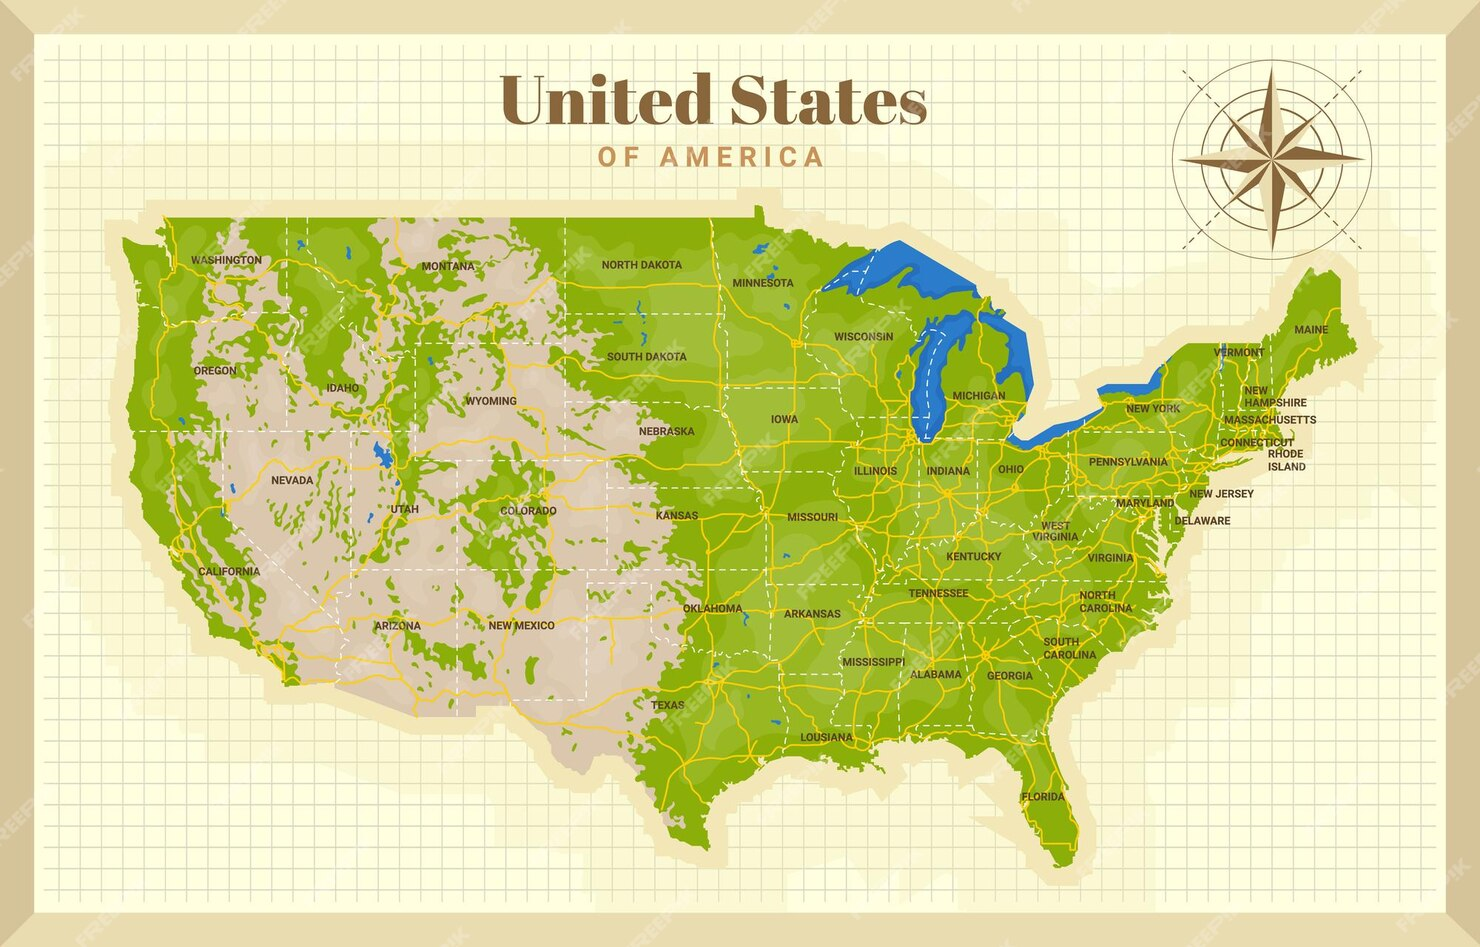 United States
OF AMERICA
WASHINGTON
MONTANA
NORTH DAKOTA
MINNESOTA
MAINE
WISCONSIN
VERMONT
SOUTH DAKOTA
OREGON
IDAHO
WYOMING
MICHIGAN
NEW
HAMPSHIRE
NEW YORK
IOWA
MASSACHUSETTS
NEBRASKA
CONNECTICUT
RHODE
ISLAND
PENNSYLVANIA
ILLINOIS
INDIANA
OHIO
NEVADA
NEW JERSEY
MARYLAND
UTAH
COLORADO
KANSAS
MISSOURI
DELAWARE
WEST
VIRGINIA
KENTUCKY
VIRGINIA
CALIFORNIA
TENNESSEE
NORTH
CAROLINA
OKLAHOMA
ARKANSAS
ARIZONA
NEW MEXICO
SOUTH
CAROLINA
MISSISSIPPI
ALABAMA
GEORGIA
TEXAS
LOUSIANA
FLORIDA